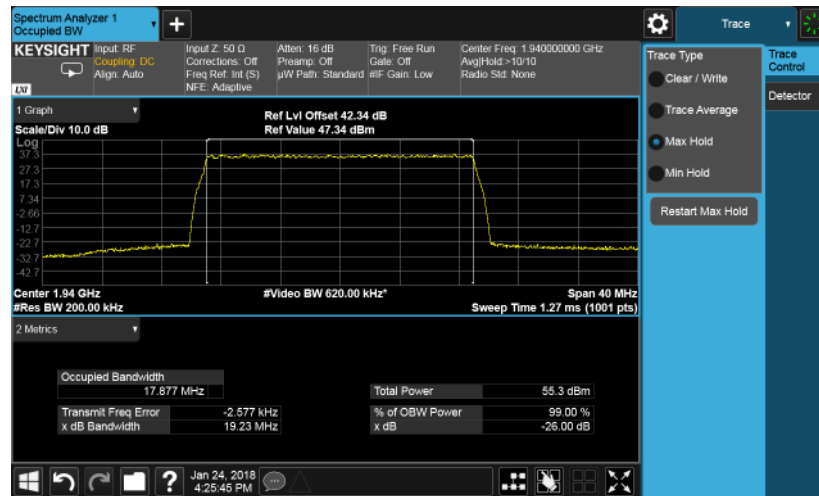 Spectrum Analyzer 1
Occupied BW
+
Trace
KEYSIGHT
Input: RF
Coupling: DC
Align: Auto
Input Z: 50 Ω
Corrections: Off
Freq Ref: Int (S)
NFE: Adaptive
Atten: 16 dB
Preamp: Off
µW Path: Standard
Trig: Free Run
Gate: Off
#IF Gain: Low
Center Freq: 1.940000000 GHz
Avg|Hold:>10/10
Radio Std: None
LXI
1 Graph
Scale/Div 10.0 dB
Ref Lvl Offset 42.34 dB
Ref Value 47.34 dBm
Log
37.3
27.3
17.3
7.34
-2.66
-12.7
-22.7
-32.7
-42.7
Center 1.94 GHz
#Video BW 620.00 kHz*
Span 40 MHz
#Res BW 200.00 kHz
Sweep Time 1.27 ms (1001 pts)
2 Metrics
Occupied Bandwidth
17.877 MHz
Total Power 55.3 dBm
Transmit Freq Error -2.577 kHz
% of OBW Power 99.00 %
x dB Bandwidth 19.23 MHz
x dB -26.00 dB
?
Jan 24, 2018
4:25:45 PM
Trace Type
Clear / Write
Trace Average
Max Hold
Min Hold
Restart Max Hold
Trace
Control
Detector